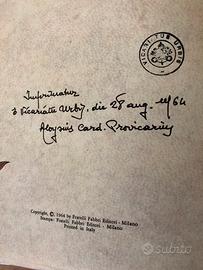 VICARIATUS URBIS
Imprimatur
Vicariatu Urbis, die 28 aug. 1964
Aloysius Card. Provicarius
Copyright, © 1964 by Fratelli Fabbri Editori - Milano
Stampa: Fratelli Fabbri Editori - Milano
Printed in Italy
subito